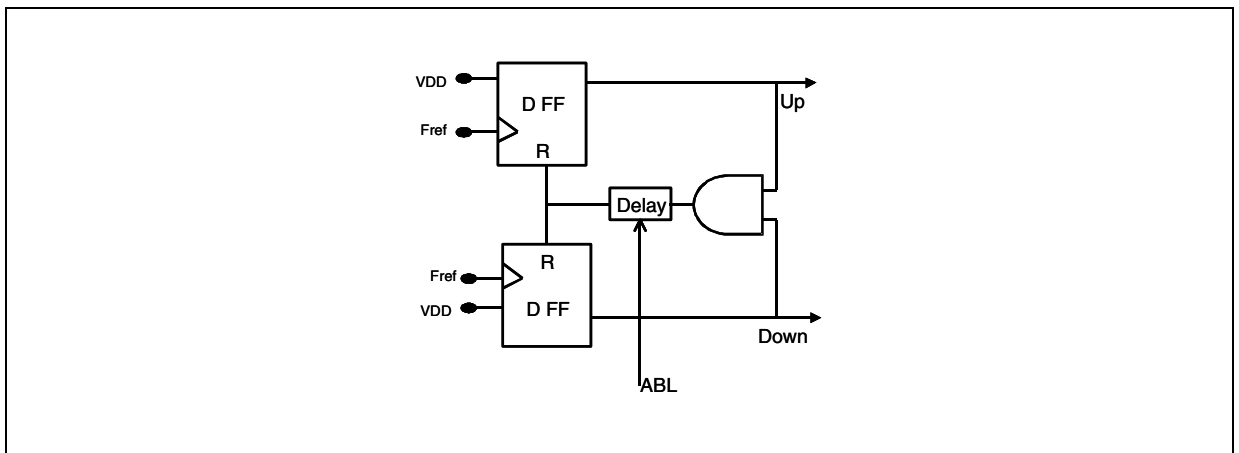 VDD
D FF
Fref
R
Up
Delay
R
Fref
D FF
VDD
Down
ABL